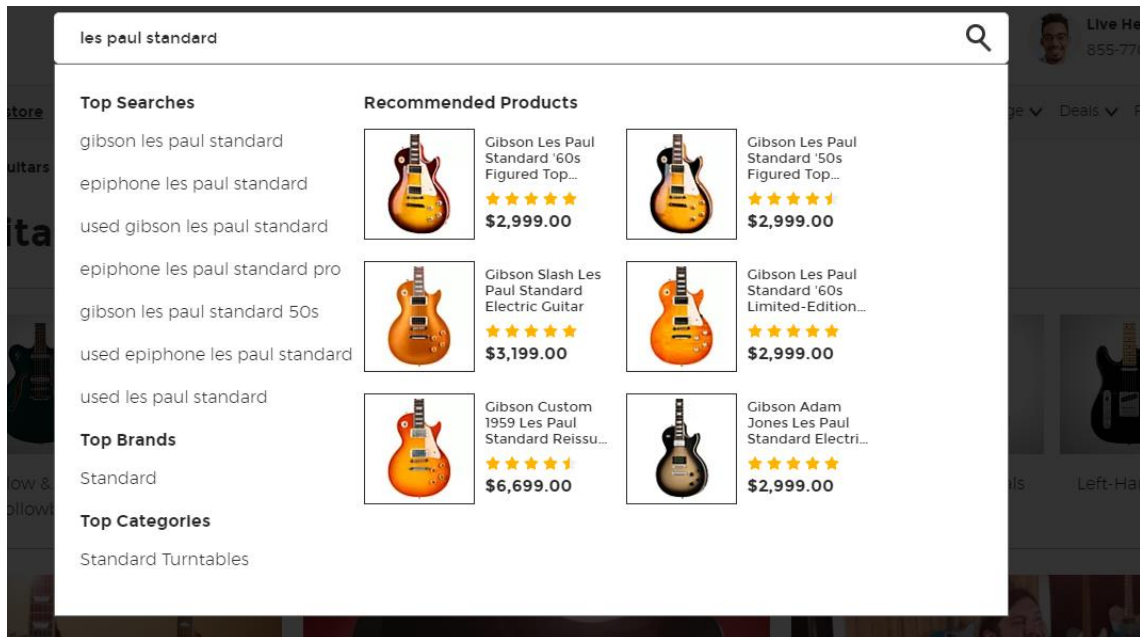 les paul standard
Live He
855-77
Top Searches
gibson les paul standard
epiphone les paul standard
used gibson les paul standard
epiphone les paul standard pro
gibson les paul standard 50s
used epiphone les paul standard
used les paul standard
Top Brands
Standard
Top Categories
Standard Turntables
Recommended Products
Gibson Les Paul
Standard '60s
Figured Top...
$2,999.00
Gibson Les Paul
Standard '50s
Figured Top...
$2,999.00
Gibson Slash Les
Paul Standard
Electric Guitar
$3,199.00
Gibson Les Paul
Standard '60s
Limited-Edition...
$2,999.00
Gibson Custom
1959 Les Paul
Standard Reissu...
$6,699.00
Gibson Adam
Jones Les Paul
Standard Electri...
$2,999.00
store
Deals
uitars
ita
low &
ollow
als
Left-Ha